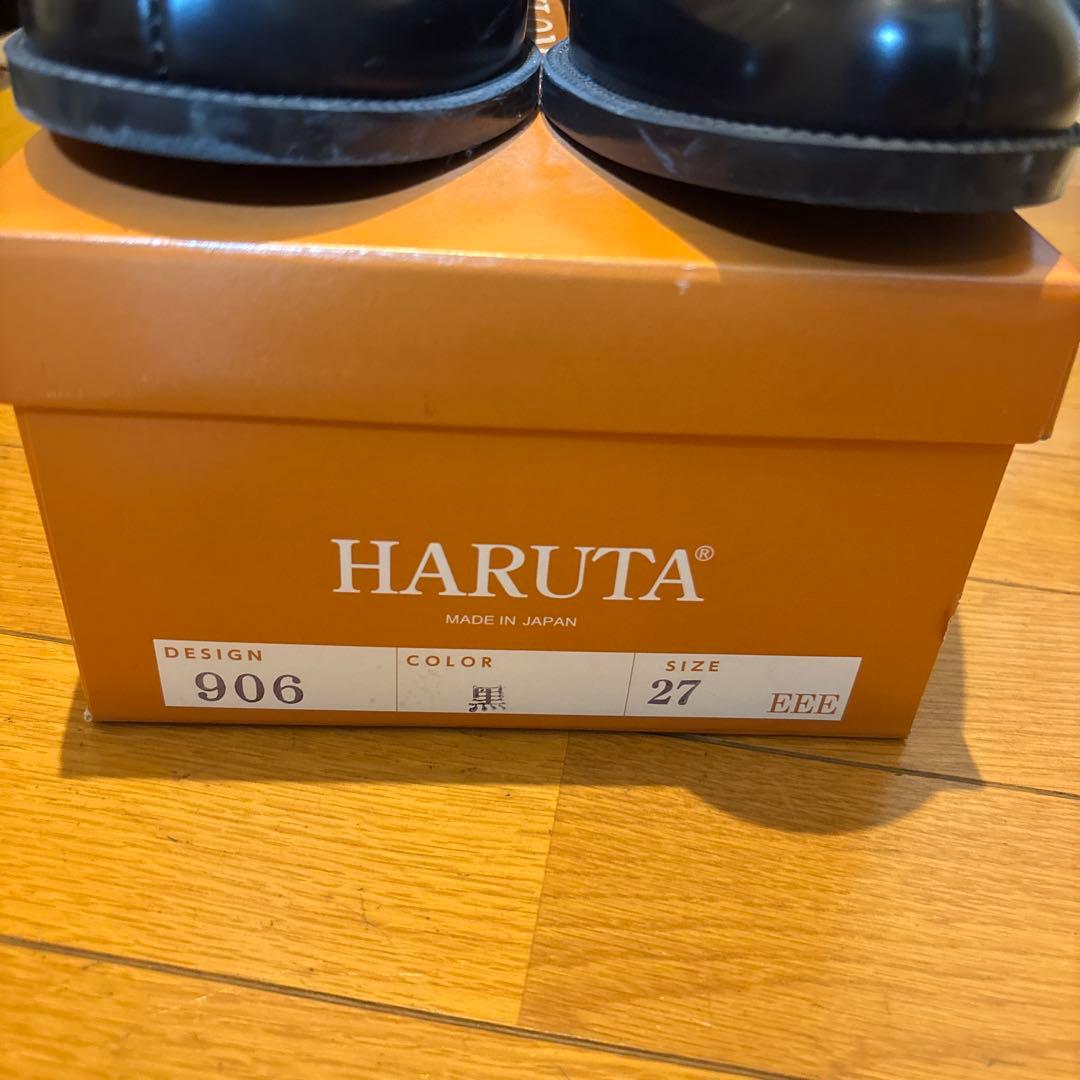 HARUTA®
MADE IN JAPAN
DESIGN COLOR SIZE
906 黒 27 EEE